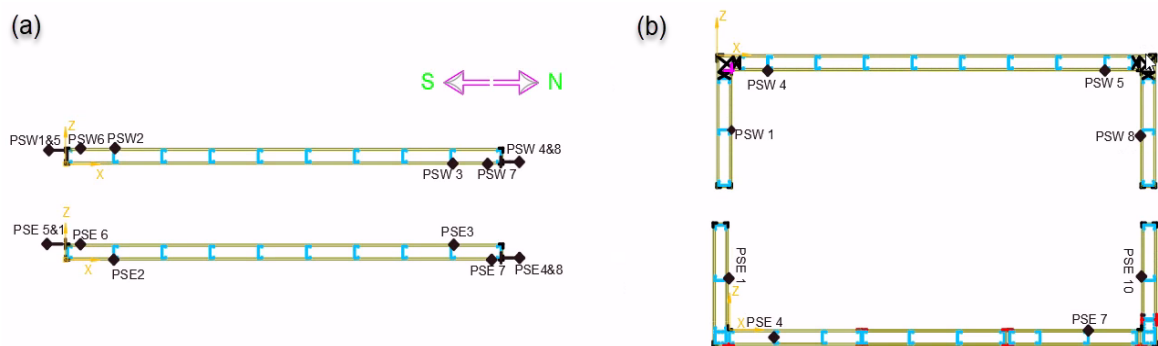 (a)
S N
PSW1&5 Z PSW6 PSW2
X
PSW 3 PSW 7 PSW 4&8
PSE 5&1 Z PSE 6 PSE3
X
PSE2 PSE 7 PSE4&8
(b)
Z
X
PSW 4 PSW 5
PSW 1 PSW 8
PSE 1 PSE 10
Z
X
PSE 4 PSE 7